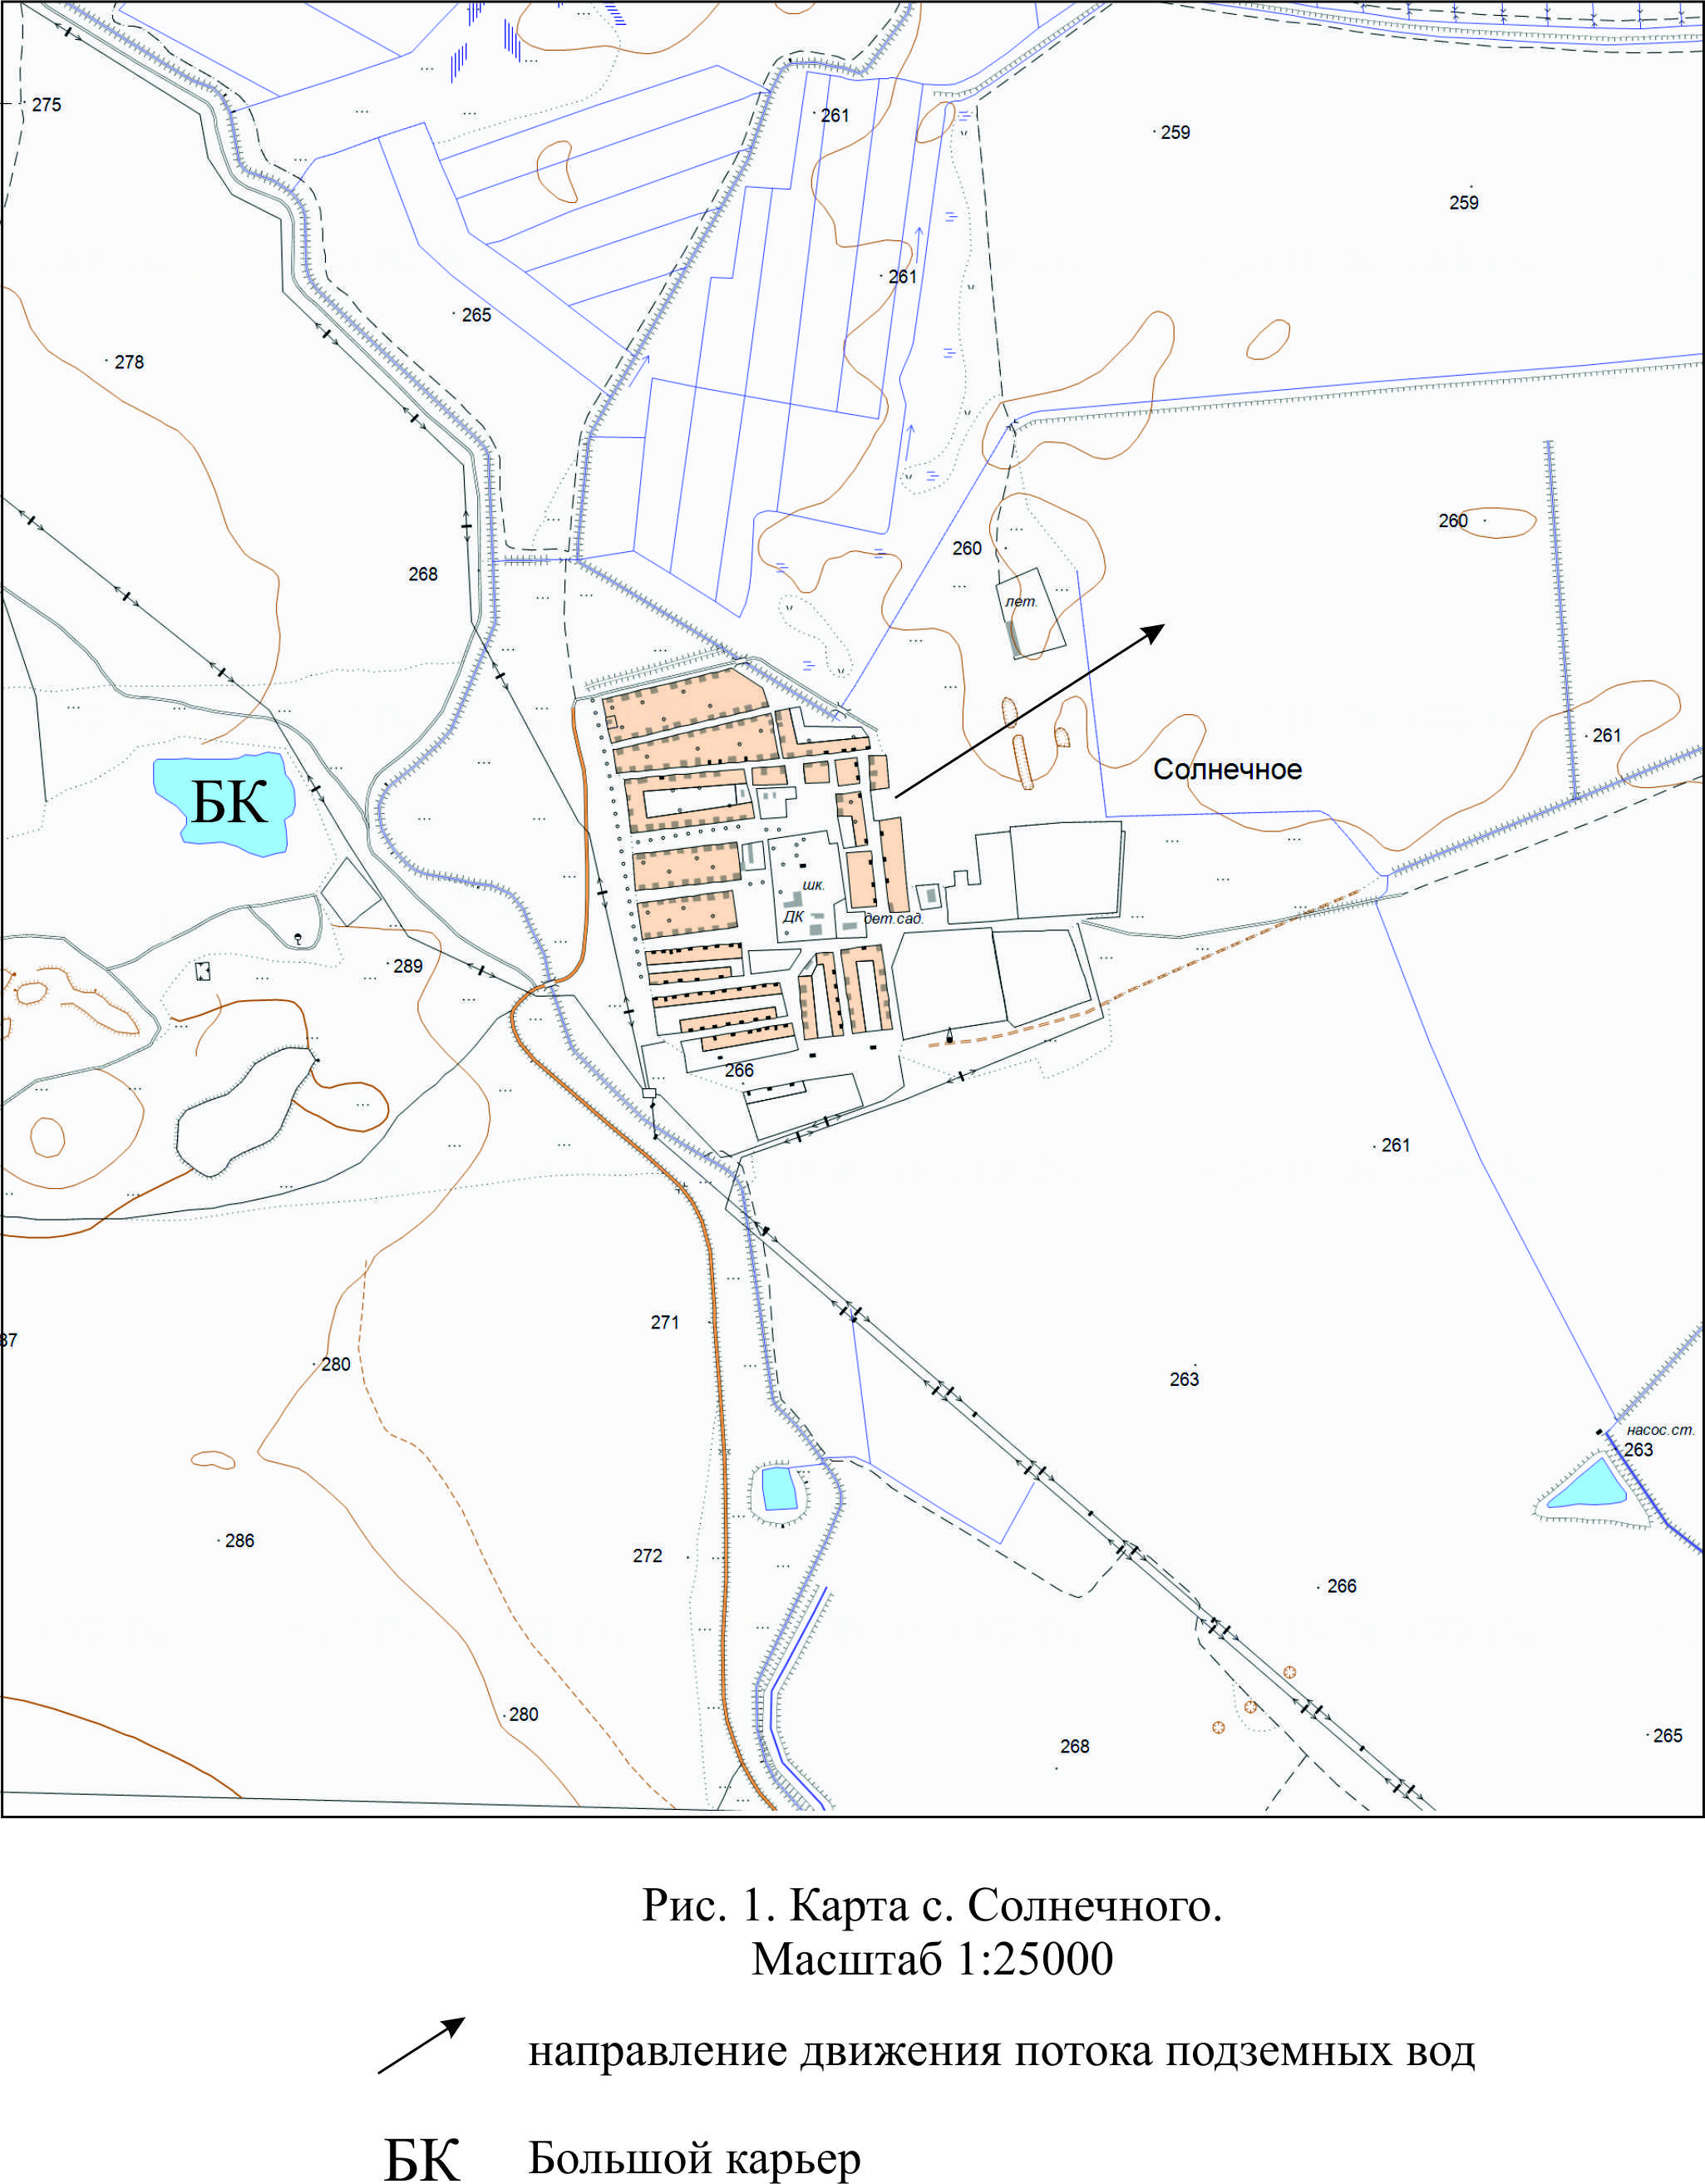 275
261
259
259
261
265
278
260
260
268
лет.
261
Солнечное
БК
шк.
ДК
дет.сад.
289
266
261
271
37
280
263
насос.ст.
263
286
272
266
280
265
268
Рис. 1. Карта с. Солнечного.
Масштаб 1:25000
направление движения потока подземных вод
БК Большой карьер